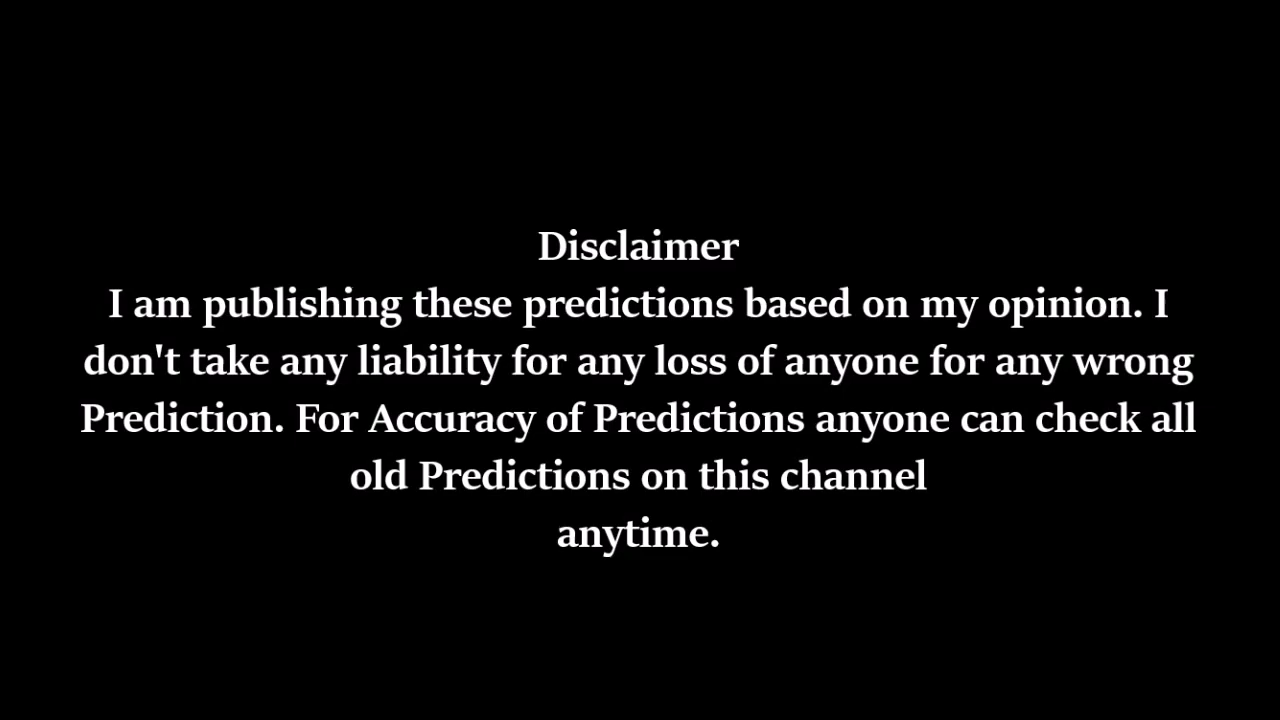 Disclaimer
I am publishing these predictions based on my opinion. I
don't take any liability for any loss of anyone for any wrong
Prediction. For Accuracy of Predictions anyone can check all
old Predictions on this channel
anytime.